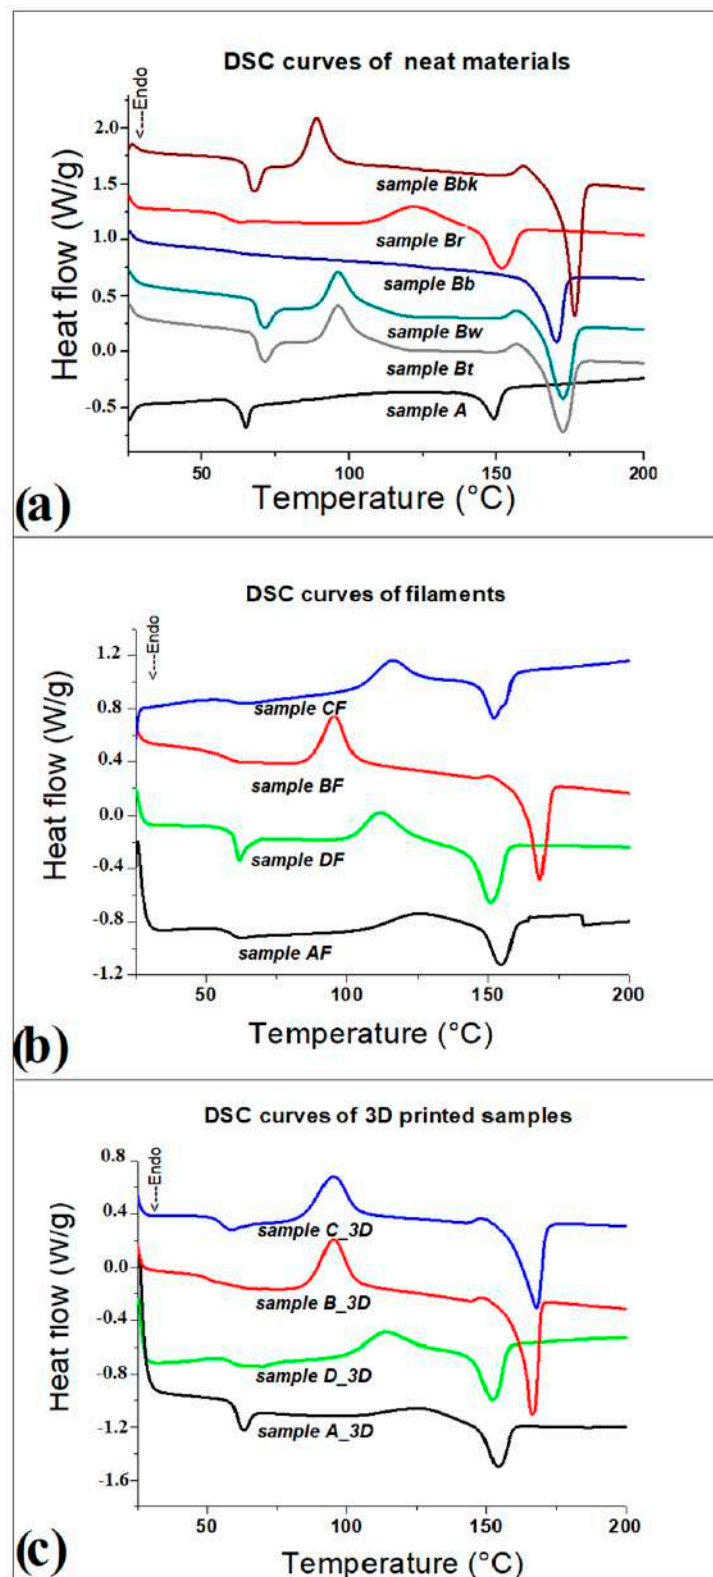 DSC curves of neat materials
<---Endo
2.0
1.5
1.0
0.5
0.0
-0.5
Heat flow (W/g)
sample Bbk
sample Br
sample Bb
sample Bw
sample Bt
sample A
50
100
150
200
Temperature (°C)
(a)
DSC curves of filaments
<---Endo
1.2
0.8
0.4
0.0
-0.4
-0.8
-1.2
Heat flow (W/g)
sample CF
sample BF
sample DF
sample AF
50
100
150
200
Temperature (°C)
(b)
DSC curves of 3D printed samples
<---Endo
0.8
0.4
0.0
-0.4
-0.8
-1.2
-1.6
Heat flow (W/g)
sample C_3D
sample B_3D
sample D_3D
sample A_3D
50
100
150
200
Temperature (°C)
(c)